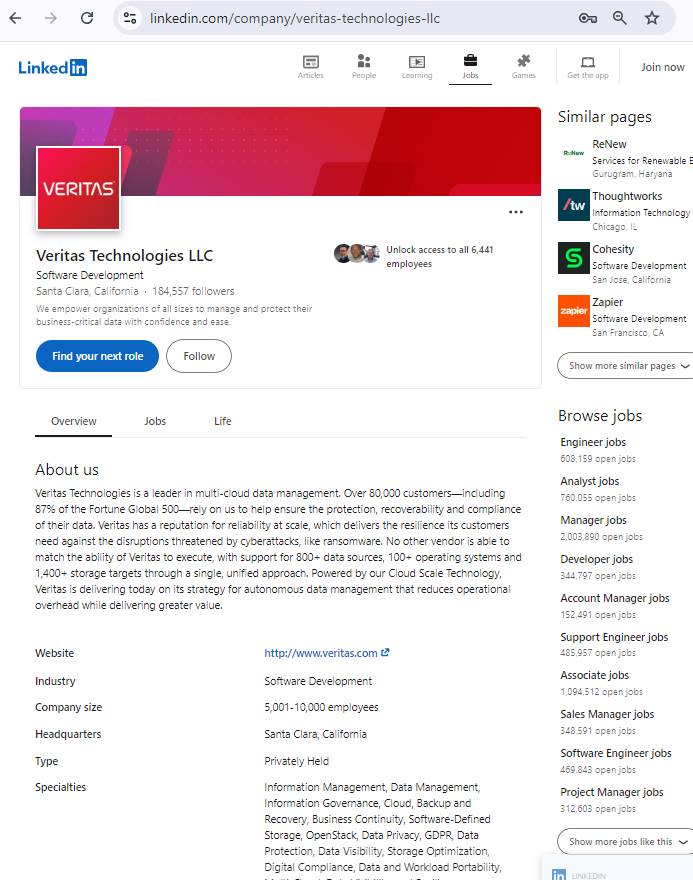 linkedin.com/company/veritas-technologies-llc
Linkedin
Articles
People
Learning
Jobs
Games
Get the app
Join now
VERITAS
Veritas Technologies LLC
Software Development
Santa Clara, California · 184,557 followers
We empower organizations of all sizes to manage and protect their
business-critical data with confidence and ease.
Unlock access to all 6,441
employees
Find your next role
Follow
Overview
Jobs
Life
About us
Veritas Technologies is a leader in multi-cloud data management. Over 80,000 customers—including
87% of the Fortune Global 500—rely on us to help ensure the protection, recoverability and compliance
of their data. Veritas has a reputation for reliability at scale, which delivers the resilience its customers
need against the disruptions threatened by cyberattacks, like ransomware. No other vendor is able to
match the ability of Veritas to execute, with support for 800+ data sources, 100+ operating systems and
1,400+ storage targets through a single, unified approach. Powered by our Cloud Scale Technology,
Veritas is delivering today on its strategy for autonomous data management that reduces operational
overhead while delivering greater value.
Website
http://www.veritas.com
Industry
Software Development
Company size
5,001-10,000 employees
Headquarters
Santa Clara, California
Type
Privately Held
Specialties
Information Management, Data Management,
Information Governance, Cloud, Backup and
Recovery, Business Continuity, Software-Defined
Storage, OpenStack, Data Privacy, GDPR, Data
Protection, Data Visibility, Storage Optimization,
Digital Compliance, Data and Workload Portability,
Similar pages
ReNew
ReNew
Services for Renewable E
Gurugram, Haryana
/tw
Thoughtworks
Information Technology
Chicago, IL
Cohesity
Software Development
San Jose, California
zapier
Zapier
Software Development
San Francisco, CA
Show more similar pages
Browse jobs
Engineer jobs
608,159 open jobs
Analyst jobs
760,055 open jobs
Manager jobs
2,003,890 open jobs
Developer jobs
344,797 open jobs
Account Manager jobs
152,491 open jobs
Support Engineer jobs
485,957 open jobs
Associate jobs
1,094,512 open jobs
Sales Manager jobs
348,591 open jobs
Software Engineer jobs
469,843 open jobs
Project Manager jobs
312,603 open jobs
Show more jobs like this
in LINKEDIN